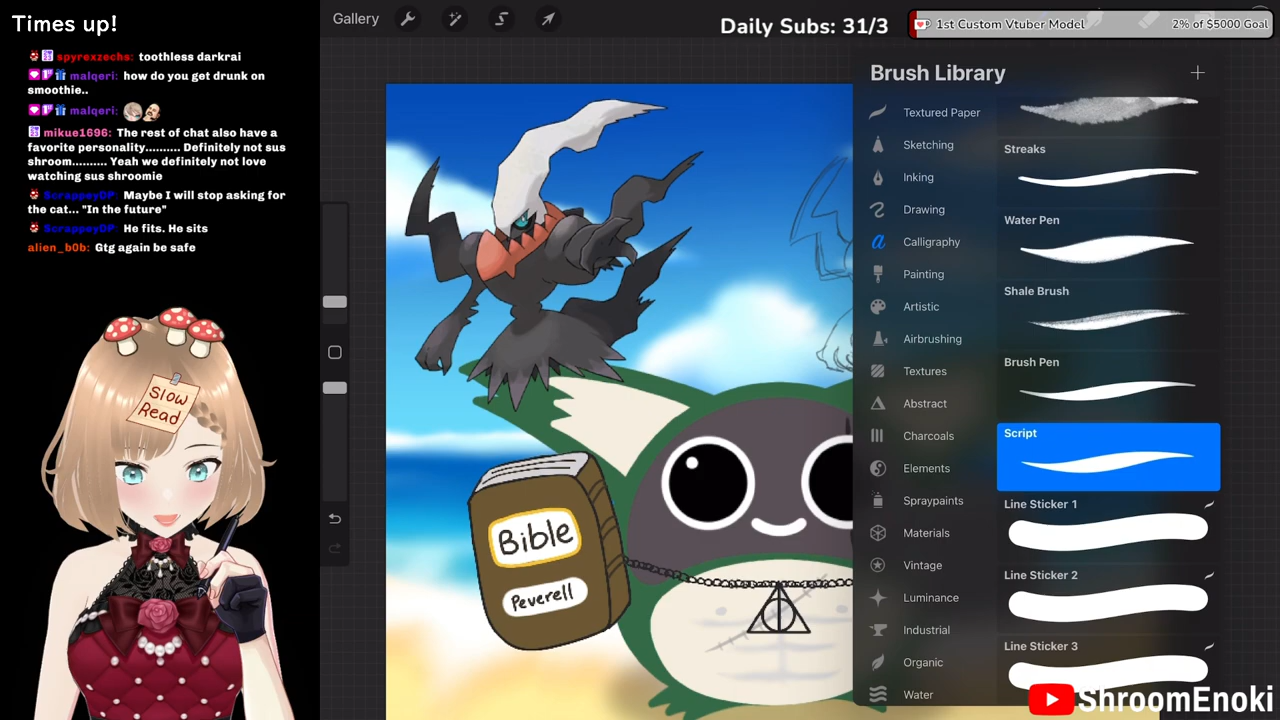 Times up!
spyrexzechs: toothless darkrai
malqeri: how do you get drunk on
smoothie..
malqeri:
mikue1696: The rest of chat also have a
favorite personality.......... Definitely not sus
shroom.......... Yeah we definitely not love
watching sus shroomie
ScrappeyDP: Maybe I will stop asking for
the cat... "In the future"
ScrappeyDP: He fits. He sits
alien_b0b: Gtg again be safe
Slow
Read
Gallery
Daily Subs: 31/3
1st Custom Vtuber Model
2% of $5000 Goal
Bible
Peverell
Brush Library
Textured Paper
Sketching
Inking
Drawing
Calligraphy
Painting
Artistic
Airbrushing
Textures
Abstract
Charcoals
Elements
Spraypaints
Materials
Vintage
Luminance
Industrial
Organic
Water
Streaks
Water Pen
Shale Brush
Brush Pen
Script
Line Sticker 1
Line Sticker 2
Line Sticker 3
ShroomEnoki